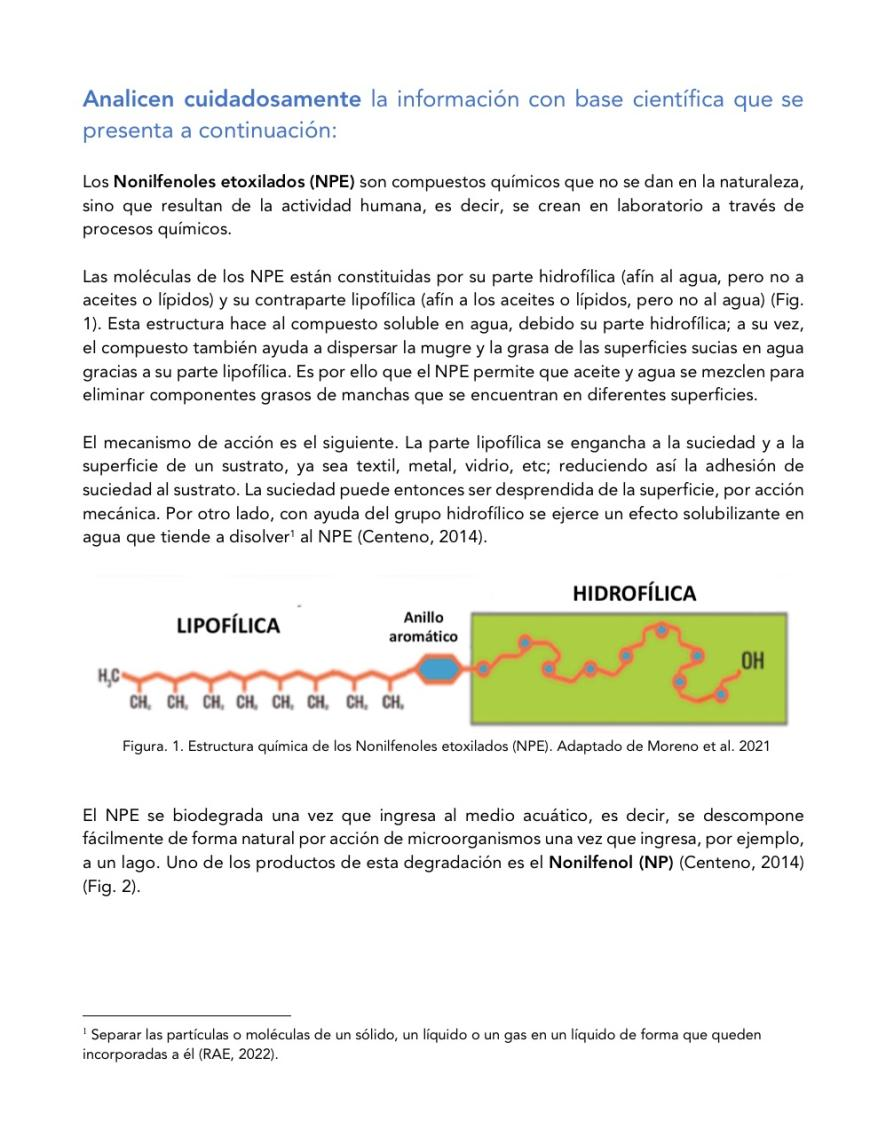 Analicen cuidadosamente la información con base científica que se
presenta a continuación:
Los Nonilfenoles etoxilados (NPE) son compuestos químicos que no se dan en la naturaleza,
sino que resultan de la actividad humana, es decir, se crean en laboratorio a través de
procesos químicos.
Las moléculas de los NPE están constituidas por su parte hidrofílica (afín al agua, pero no a
aceites o lípidos) y su contraparte lipofílica (afín a los aceites o lípidos, pero no al agua) (Fig.
1). Esta estructura hace al compuesto soluble en agua, debido su parte hidrofílica; a su vez,
el compuesto también ayuda a dispersar la mugre y la grasa de las superficies sucias en agua
gracias a su parte lipofílica. Es por ello que el NPE permite que aceite y agua se mezclen para
eliminar componentes grasos de manchas que se encuentran en diferentes superficies.
El mecanismo de acción es el siguiente. La parte lipofílica se engancha a la suciedad y a la
superficie de un sustrato, ya sea textil, metal, vidrio, etc; reduciendo así la adhesión de
suciedad al sustrato. La suciedad puede entonces ser desprendida de la superficie, por acción
mecánica. Por otro lado, con ayuda del grupo hidrofílico se ejerce un efecto solubilizante en
agua que tiende a disolver¹ al NPE (Centeno, 2014).
HIDROFÍLICA
LIPOFÍLICA
Anillo
aromático
H₃C
OH
CH₂ CH₂ CH₂ CH₂ CH₂ CH₂ CH₂ CH₂
Figura. 1. Estructura química de los Nonilfenoles etoxilados (NPE). Adaptado de Moreno et al. 2021
El NPE se biodegrada una vez que ingresa al medio acuático, es decir, se descompone
fácilmente de forma natural por acción de microorganismos una vez que ingresa, por ejemplo,
a un lago. Uno de los productos de esta degradación es el Nonilfenol (NP) (Centeno, 2014)
(Fig. 2).
¹ Separar las partículas o moléculas de un sólido, un líquido o un gas en un líquido de forma que queden
incorporadas a él (RAE, 2022).